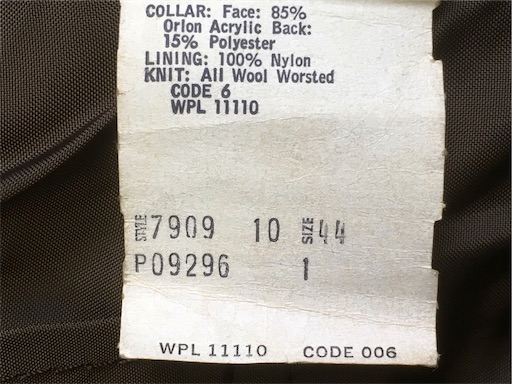 COLLAR: Face: 85%
Orlon Acrylic Back:
15% Polyester
LINING: 100% Nylon
KNIT: All Wool Worsted
CODE 6
WPL 11110
STYLE 7909 10 SIZE 44
P09296 1
WPL 11110 CODE 006